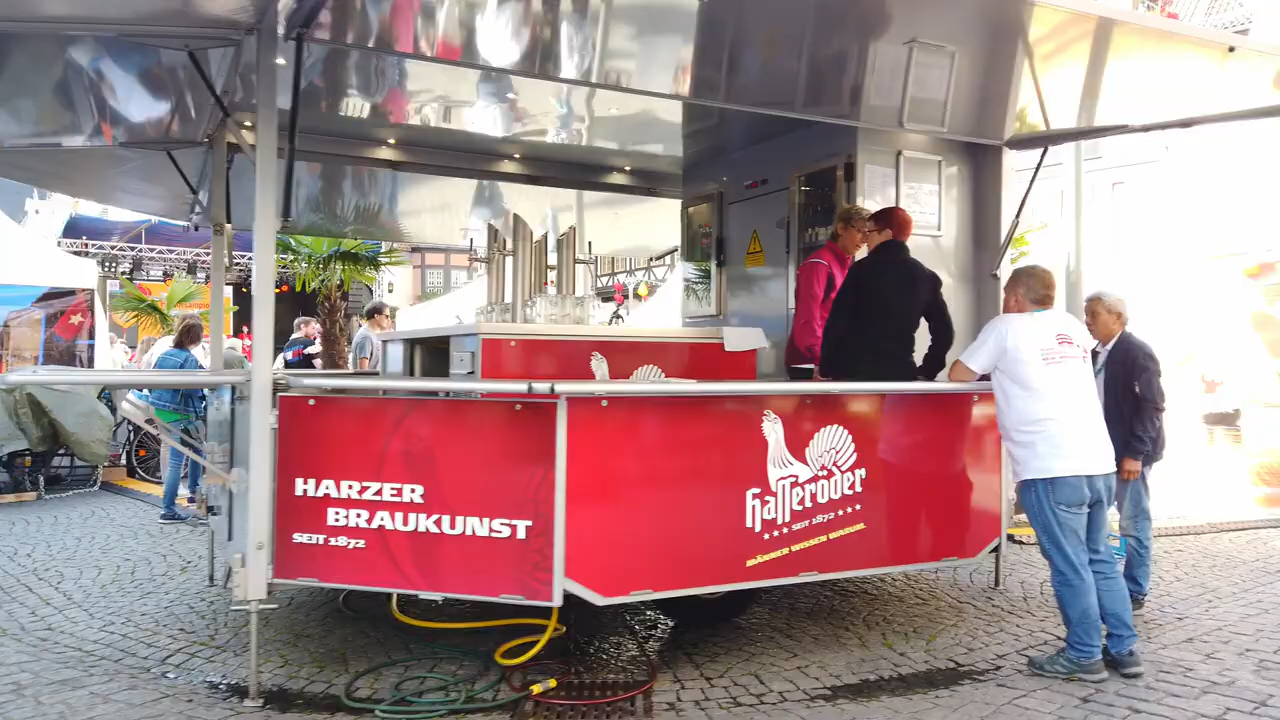 HARZER
BRAUKUNST
SEIT 1872
Hasseröder
★ ★ ★ SEIT 1872 ★ ★ ★
MÄNNER WISSEN WARUM.